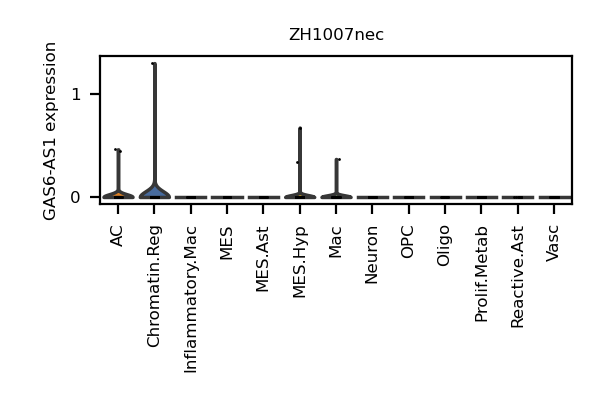 ZH1007nec
GAS6-AS1 expression
1
0
AC
Chromatin.Reg
Inflammatory.Mac
MES
MES.Ast
MES.Hyp
Mac
Neuron
OPC
Oligo
Prolif.Metab
Reactive.Ast
Vasc